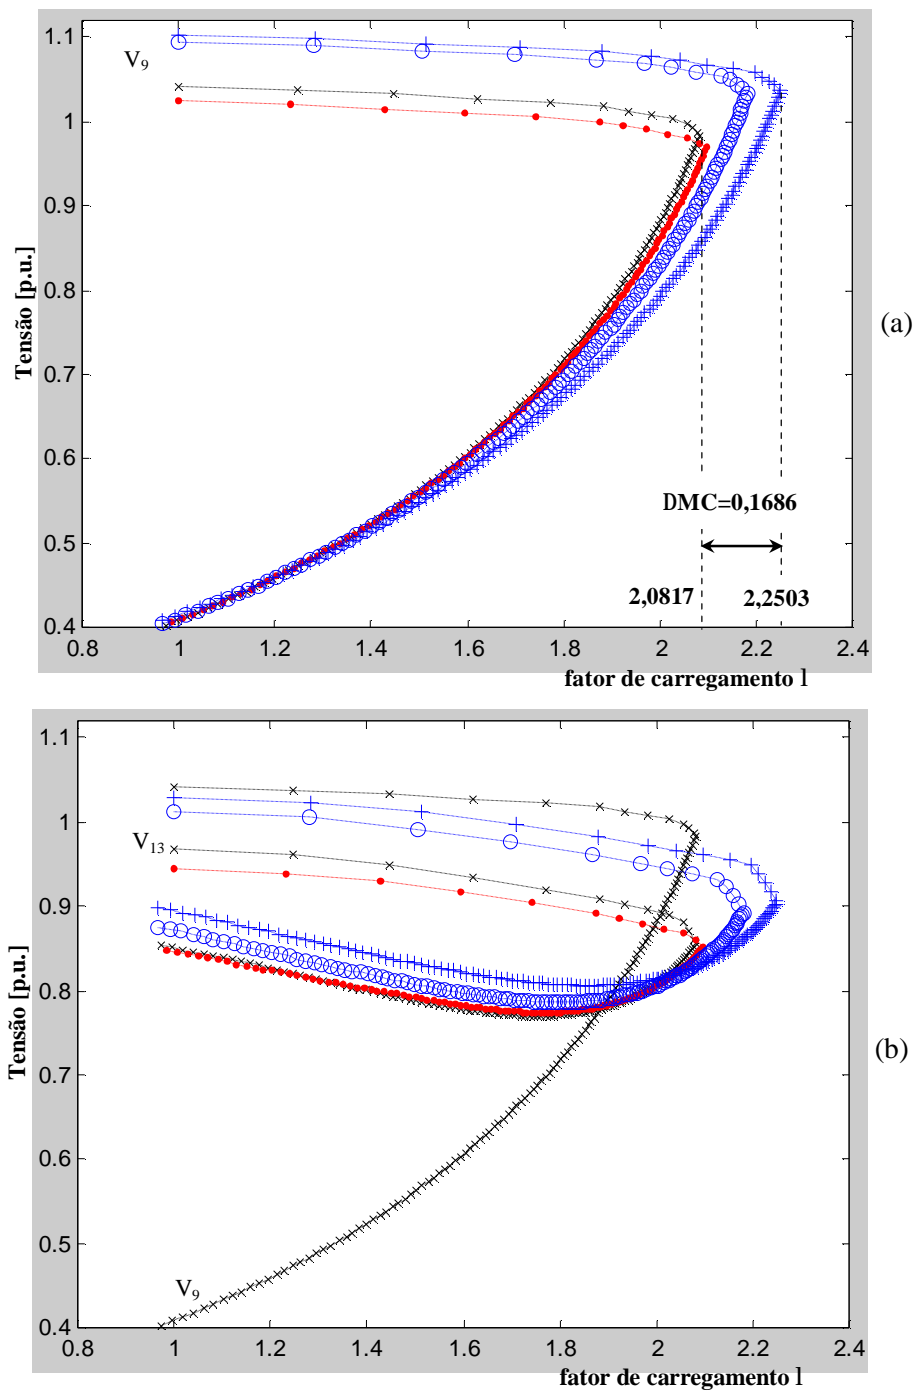 1.1
V9
1
0.9
0.8
0.7
0.6
0.5
0.4
Tensão [p.u.]
(a)
DMC=0,1686
2,0817
2,2503
0.8 1 1.2 1.4 1.6 1.8 2 2.2 2.4
fator de carregamento l
1.1
1
V13
0.9
0.8
0.7
0.6
0.5
0.4
Tensão [p.u.]
(b)
V9
0.8 1 1.2 1.4 1.6 1.8 2 2.2 2.4
fator de carregamento l